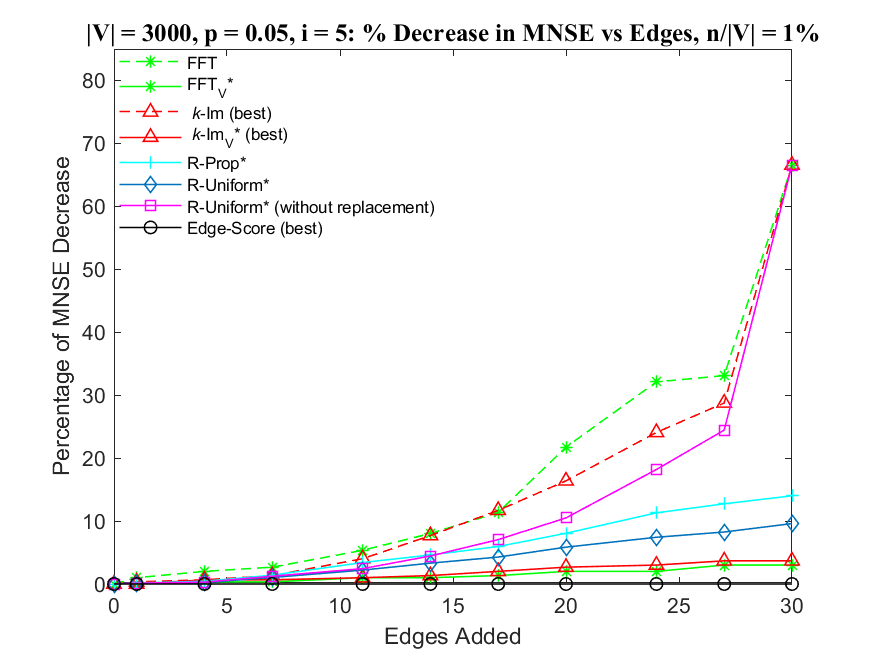 |V| = 3000, p = 0.05, i = 5: % Decrease in MNSE vs Edges, n/|V| = 1%
FFT
FFT_V*
k-Im (best)
k-Im_V* (best)
R-Prop*
R-Uniform*
R-Uniform* (without replacement)
Edge-Score (best)
Percentage of MNSE Decrease
80
70
60
50
40
30
20
10
0
0 5 10 15 20 25 30
Edges Added